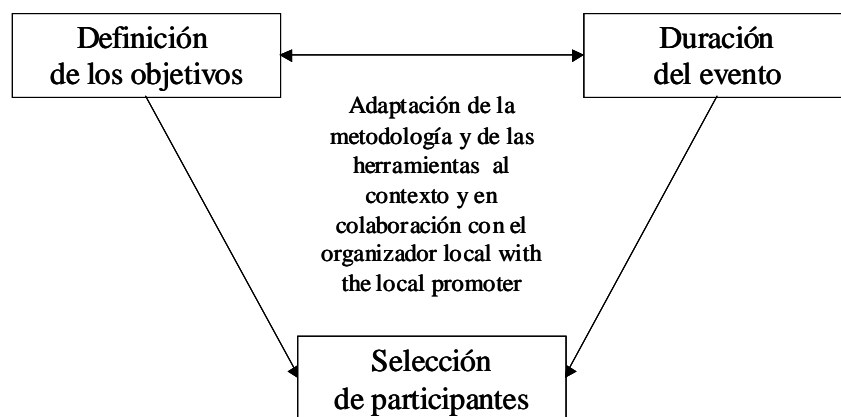 Definición
de los objetivos
Duración
del evento
Adaptación de la
metodología y de las
herramientas al
contexto y en
colaboración con el
organizador local with
the local promoter
Selección
de participantes